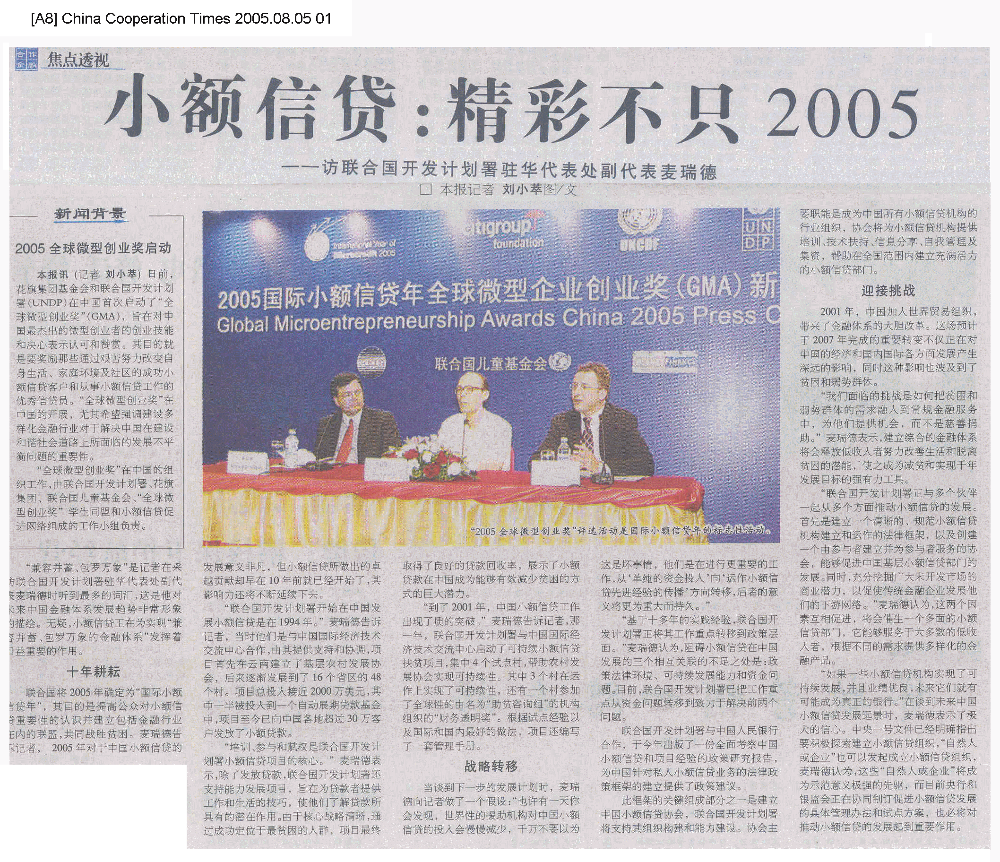 [A8] China Cooperation Times 2005.08.05 01
合作
金融
焦点透视
小额信贷:精彩不只2005
——访联合国开发计划署驻华代表处副代表麦瑞德
□ 本报记者 刘小萃图/文
新闻背景
2005 全球微型创业奖启动
本报讯 (记者 刘小萃) 日前,
花旗集团基金会和联合国开发计划
署(UNDP)在中国首次启动了“全
球微型创业奖”(GMA), 旨在对中
国最杰出的微型创业者的创业技能
和决心表示认可和赞赏。其目的就
是要奖励那些通过艰苦努力改变自
身生活、家庭环境及社区的成功小
额信贷客户和从事小额信贷工作的
优秀信贷员。“全球微型创业奖”在
中国的开展, 尤其希望强调建设多
样化金融行业对于解决中国在建设
和谐社会道路上所面临的发展不平
衡问题的重要性。
“全球微型创业奖”在中国的组
织工作,由联合国开发计划署、花旗
集团、联合国儿童基金会、“全球微
型创业奖” 学生同盟和小额信贷促
进网络组成的工作小组负责。
International Year of
Microcredit 2005
citigroup
foundation
UNCDF
UN
DP
2005国际小额信贷年全球微型企业创业奖(GMA)新
Global Microentrepreneurship Awards China 2005 Press C
联合国儿童基金会
FINANCE
“2005 全球微型创业奖”评选活动是国际小额信贷年的标志性活动。
“兼容并蓄、包罗万象”是记者在采
访联合国开发计划署驻华代表处副代
表麦瑞德时听到最多的词汇,这是他对
未来中国金融体系发展趋势非常形象
的描绘。无疑,小额信贷正在为实现“兼
容并蓄、包罗万象的金融体系”发挥着
日益重要的作用。
十年耕耘
联合国将 2005 年确定为“国际小额
信贷年”, 其目的是提高公众对小额信
贷重要性的认识并建立包括金融行业
在内的联盟,共同战胜贫困。麦瑞德告
诉记者, 2005 年对于中国小额信贷的
发展意义非凡, 但小额信贷所做出的卓
越贡献却早在 10 年前就已经开始了,其
影响力还将不断延续下去。
“联合国开发计划署开始在中国发
展小额信贷是在 1994 年。” 麦瑞德告诉
记者, 当时他们是与中国国际经济技术
交流中心合作,由其提供支持和协调,项
目首先在云南建立了基层农村发展协
会, 后来逐渐发展到了 16 个省区的 48
个村。项目总投入接近 2000 万美元,其
中一半被投入到一个自动展期贷款基金
中,项目至今已向中国各地超过 30 万客
户发放了小额贷款。
“培训、参与和赋权是联合国开发计
划署小额信贷项目的核心。” 麦瑞德表
示,除了发放贷款,联合国开发计划署还
支持能力发展项目, 旨在为贷款者提供
工作和生活的技巧, 使他们了解贷款所
具有的潜在作用。由于核心战略清晰,通
过成功定位于最贫困的人群, 项目最终
取得了良好的贷款回收率, 展示了小额
贷款在中国成为能够有效减少贫困的方
式的巨大潜力。
“到了 2001 年, 中国小额信贷工作
出现了质的突破。” 麦瑞德告诉记者,那
一年, 联合国开发计划署与中国国际经
济技术交流中心启动了可持续小额信贷
扶贫项目,集中 4 个试点村,帮助农村发
展协会实现可持续性。其中 3 个村在运
作上实现了可持续性, 还有一个村参加
了全球性的由名为“助贫咨询组”的机构
组织的“财务透明奖”。根据试点经验以
及国际和国内最好的做法, 项目还编写
了一套管理手册。
战略转移
当谈到下一步的发展计划时, 麦瑞
德向记者做了一个假设:“也许有一天你
会发现, 世界性的援助机构对中国小额
信贷的投入会慢慢减少, 千万不要以为
这是坏事情, 他们是在进行更重要的工
作,从‘单纯的资金投入’向‘运作小额信
贷先进经验的传播’方向转移,后者的意
义将更为重大而持久。”
“基于十多年的实践经验,联合国开
发计划署正将其工作重点转移到政策层
面。”麦瑞德认为,阻碍小额信贷在中国
发展的三个相互关联的不足之处是:政
策法律环境、可持续发展能力和资金问
题。目前,联合国开发计划署已把工作重
点从资金问题转移到致力于解决前两个
问题。
联合国开发计划署与中国人民银行
合作, 于今年出版了一份全面考察中国
小额信贷和项目经验的政策研究报告,
为中国针对私人小额信贷业务的法律政
策框架的建立提供了政策建议。
此框架的关键组成部分之一是建立
中国小额信贷协会, 联合国开发计划署
将支持其组织构建和能力建设。协会主
要职能是成为中国所有小额信贷机构的
行业组织, 协会将为小额信贷机构提供
培训、技术扶持、信息分享、自我管理及
集资, 帮助在全国范围内建立充满活力
的小额信贷部门。
迎接挑战
2001 年, 中国加入世界贸易组织,
带来了金融体系的大胆改革。这场预计
于 2007 年完成的重要转变不仅正在对
中国的经济和国内国际各方面发展产生
深远的影响, 同时这种影响也波及到了
贫困和弱势群体。
“我们面临的挑战是如何把贫困和
弱势群体的需求融入到常规金融服务
中, 为他们提供机会, 而不是慈善捐
助。” 麦瑞德表示,建立综合的金融体系
将会释放低收入者努力改善生活和脱离
贫困的潜能, 使之成为减贫和实现千年
发展目标的强有力工具。
“联合国开发计划署正与多个伙伴
一起从多个方面推动小额信贷的发展。
首先是建立一个清晰的、规范小额信贷
机构建立和运作的法律框架, 以及创建
一个由参与者建立并为参与者服务的协
会, 能够促进中国基层小额信贷部门的
发展。同时,充分挖掘广大未开发市场的
商业潜力, 以促使传统金融企业发展他
们的下游网络。”麦瑞德认为,这两个因
素互相促进, 将会催生一个多面的小额
信贷部门, 它能够服务于大多数的低收
入者, 根据不同的需求提供多样化的金
融产品。
“如果一些小额信贷机构实现了可
持续发展,并且业绩优良,未来它们就有
可能成为真正的银行。”在谈到未来中国
小额信贷发展远景时, 麦瑞德表示了极
大的信心。中央一号文件已经明确指出
要积极探索建立小额信贷组织,“自然人
或企业”也可以发起成立小额信贷组织,
麦瑞德认为,这些“自然人或企业”将成
为示范意义极强的先驱, 而目前央行和
银监会正在协同制订促进小额信贷发展
的具体管理办法和试点方案, 也必将对
推动小额信贷的发展起到重要作用。